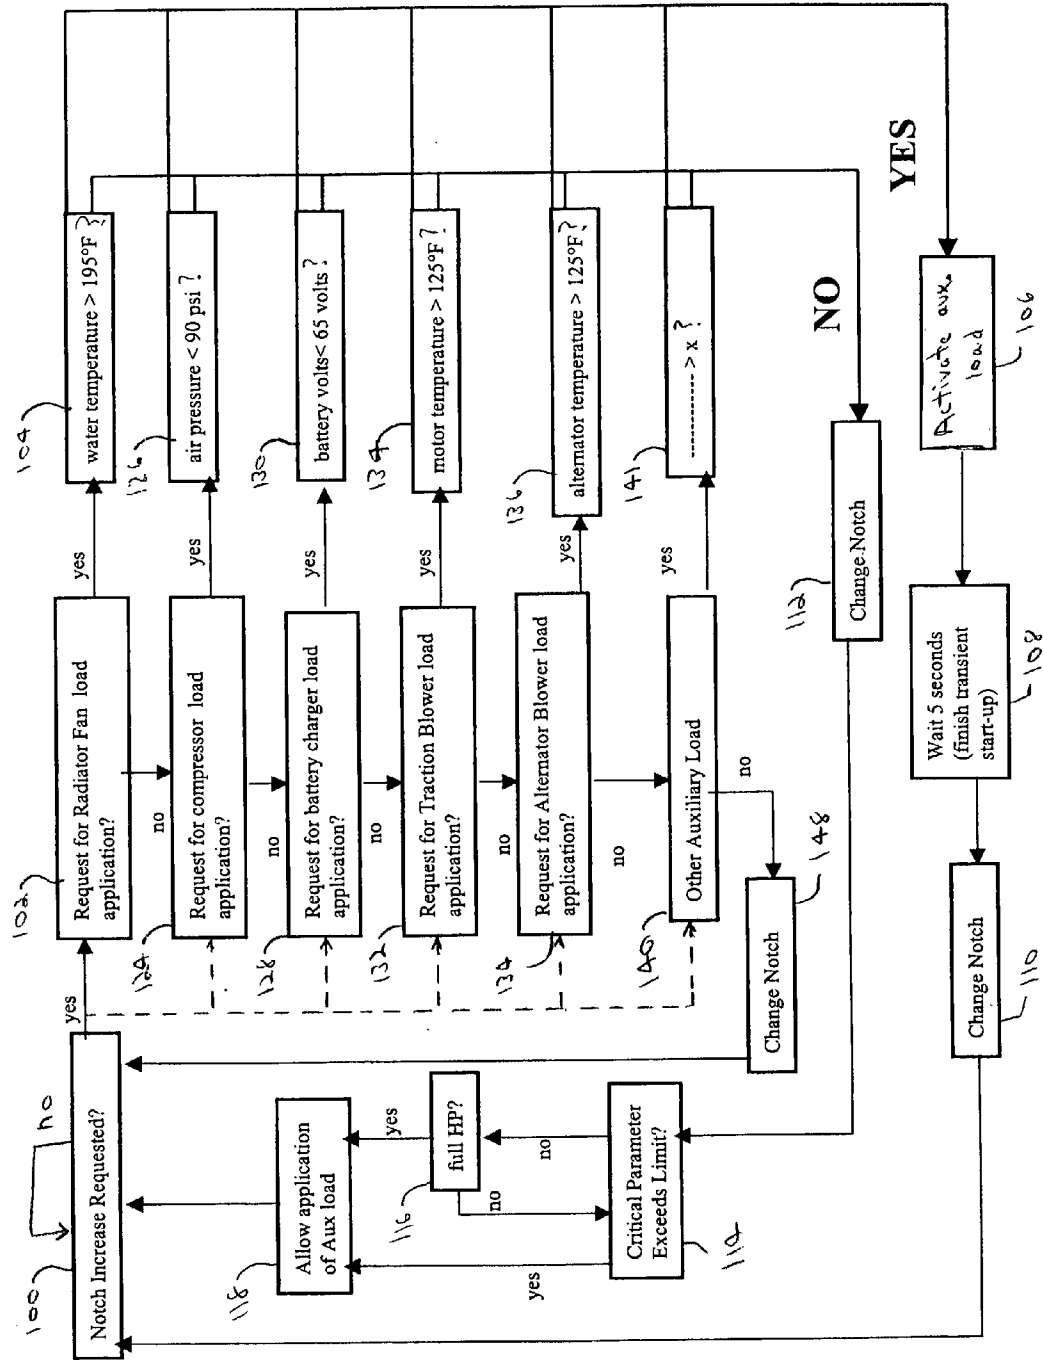 100
Notch Increase Requested?
no
yes
102
Request for Radiator Fan load
application?
yes
104
water temperature > 195°F?
no
124
Request for compressor load
application?
yes
126
air pressure < 90 psi?
no
128
Request for battery charger load
application?
yes
130
battery volts< 65 volts?
no
132
Request for Traction Blower load
application?
yes
134
motor temperature > 125°F?
no
134
Request for Alternator Blower load
application?
yes
136
alternator temperature > 125°F?
no
140
Other Auxiliary Load
yes
141
------------ > x?
no
Change Notch
148
118
Allow application
of Aux load
yes
116
full HP?
no
no
yes
Critical Parameter
Exceeds Limit?
114
NO
112
Change Notch
YES
Activate aux.
load
106
Wait 5 seconds
(finish transient
start-up)
108
Change Notch
110